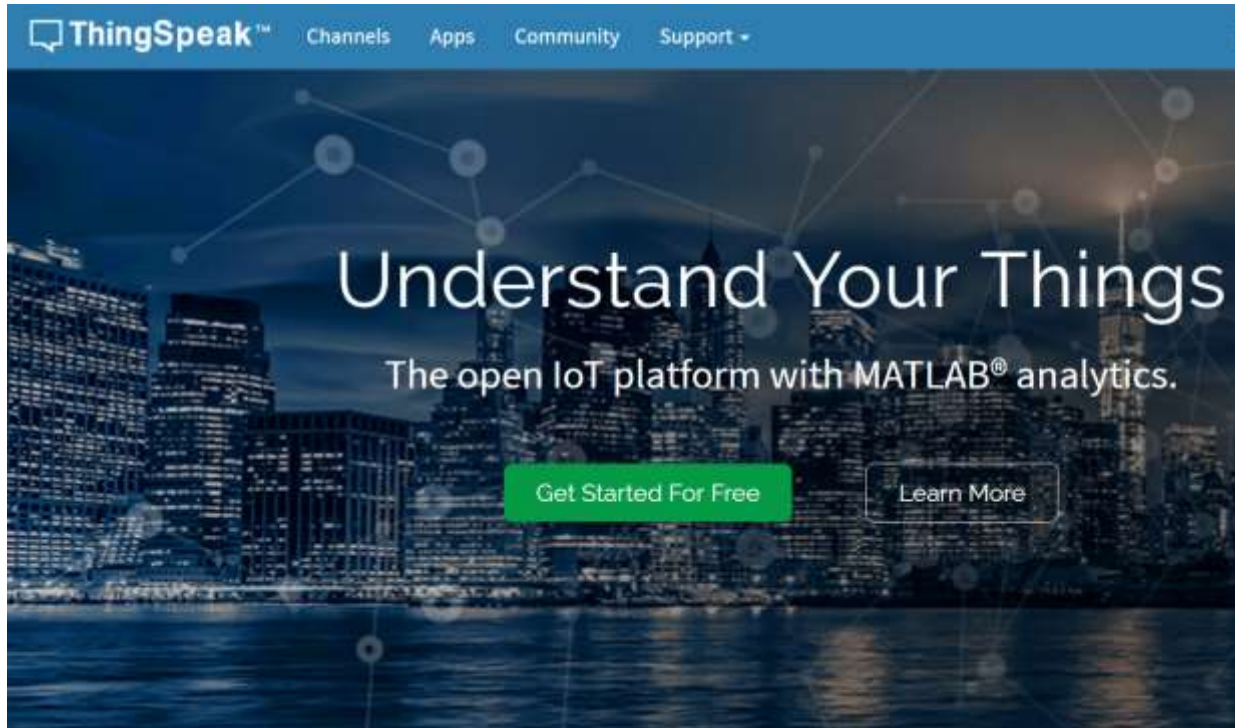 ThingSpeak™ Channels Apps Community Support
Understand Your Things
The open IoT platform with MATLAB® analytics.
Get Started For Free Learn More